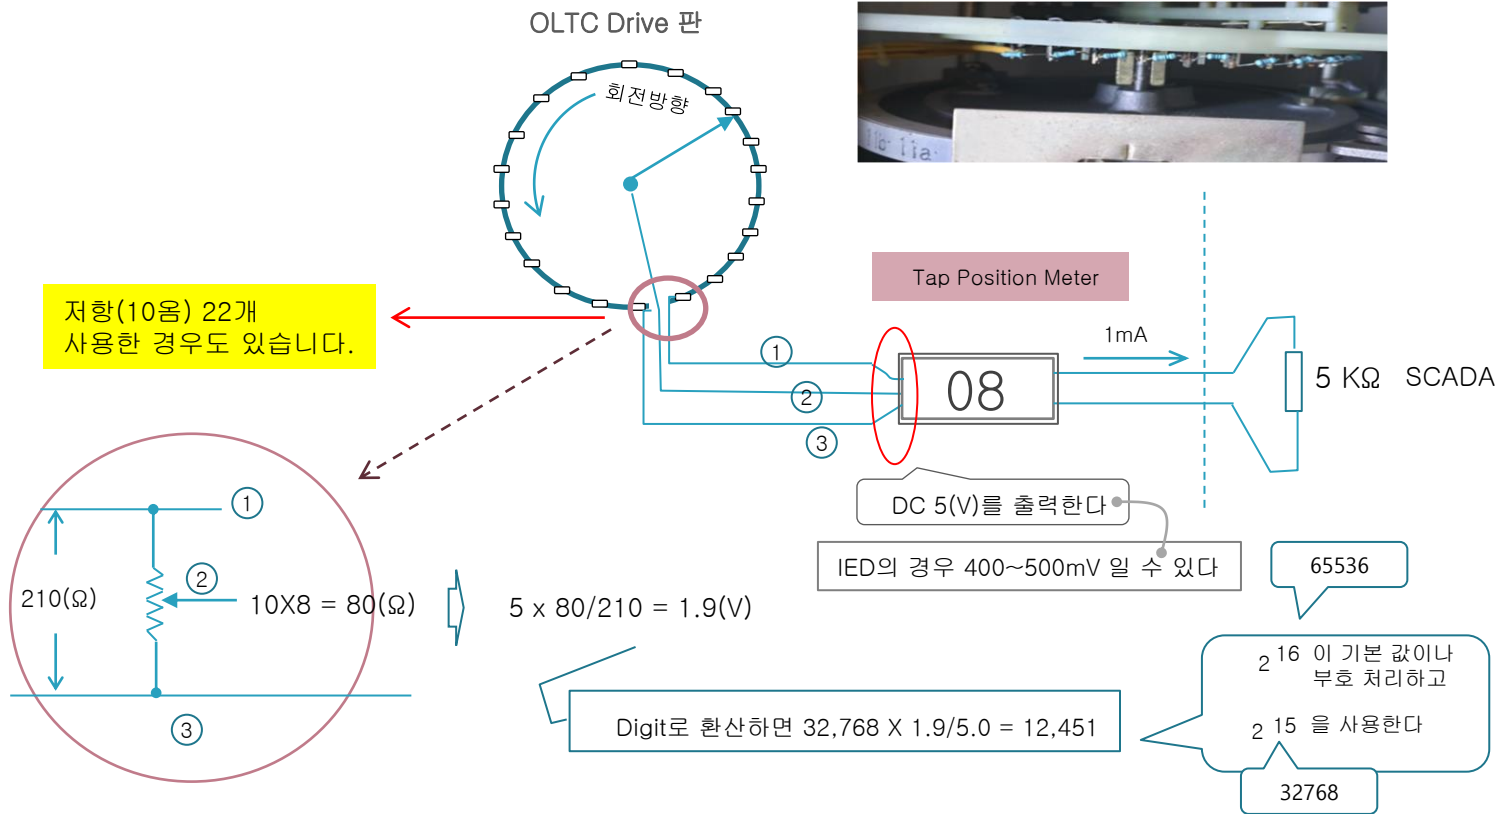 OLTC Drive 판
회전방향
Tap Position Meter
저항(10옴) 22개
사용한 경우도 있습니다.
1mA
1
2
3
08
5 KΩ SCADA
DC 5(V)를 출력한다
IED의 경우 400~500mV 일 수 있다
65536
1
2
3
210(Ω)
10X8 = 80(Ω)
5 x 80/210 = 1.9(V)
2 16 이 기본 값이나
부호 처리하고
2 15 을 사용한다
Digit로 환산하면 32,768 X 1.9/5.0 = 12,451
32768